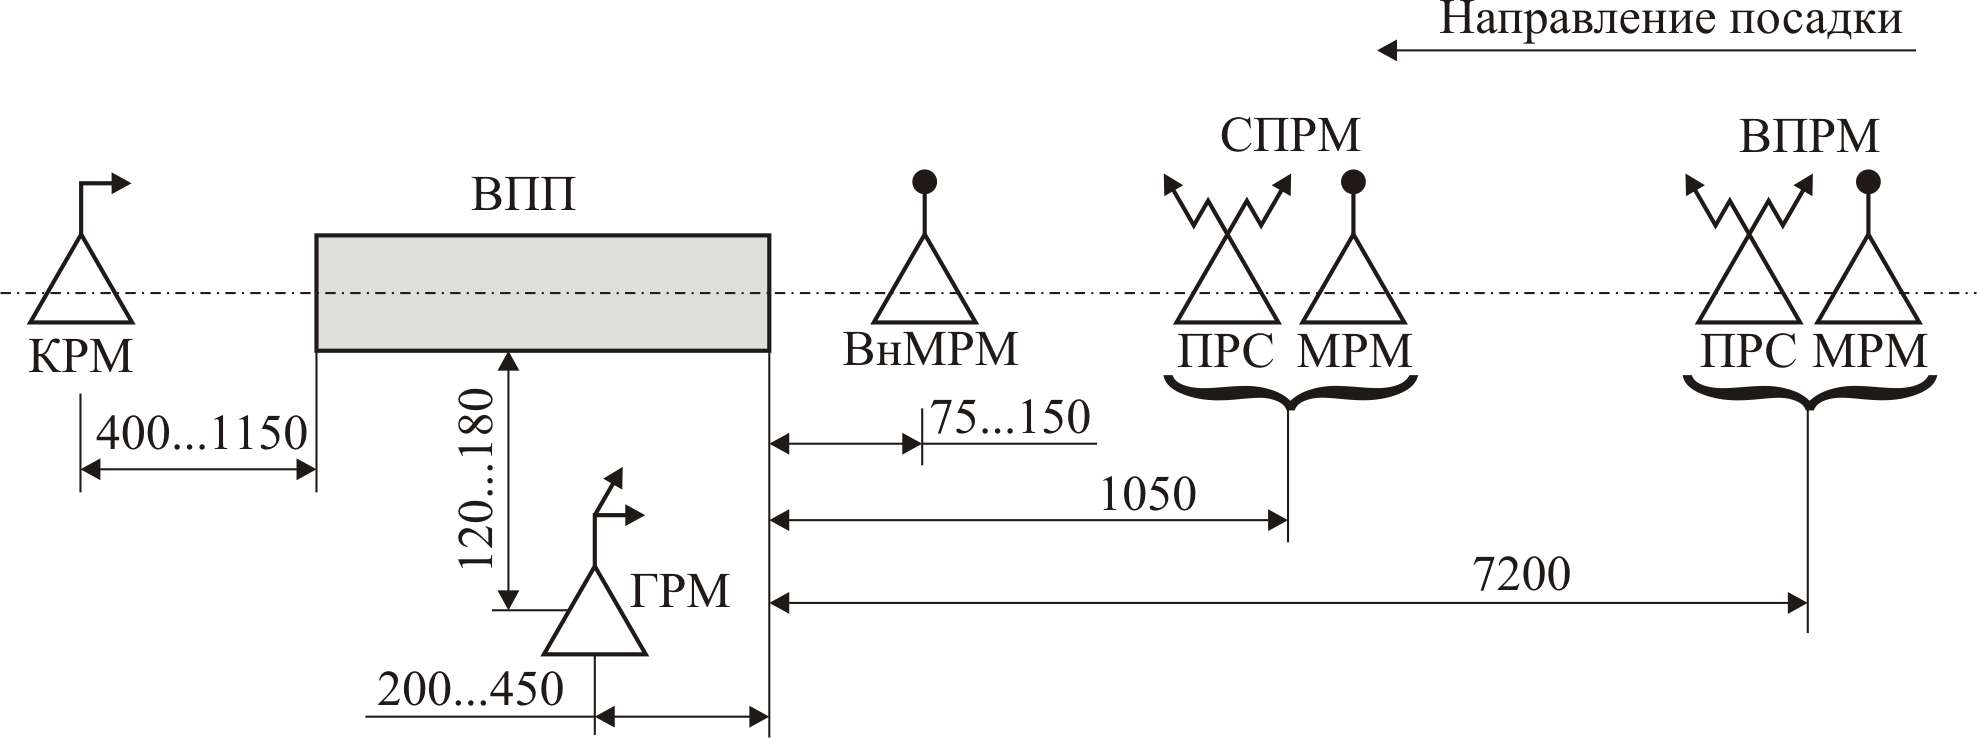 Направление посадки
СПРМ
ВПРМ
ВПП
КРМ
ВнМРМ
ПРС
МРМ
ПРС
МРМ
400...1150
120...180
75...150
1050
7200
ГРМ
200...450